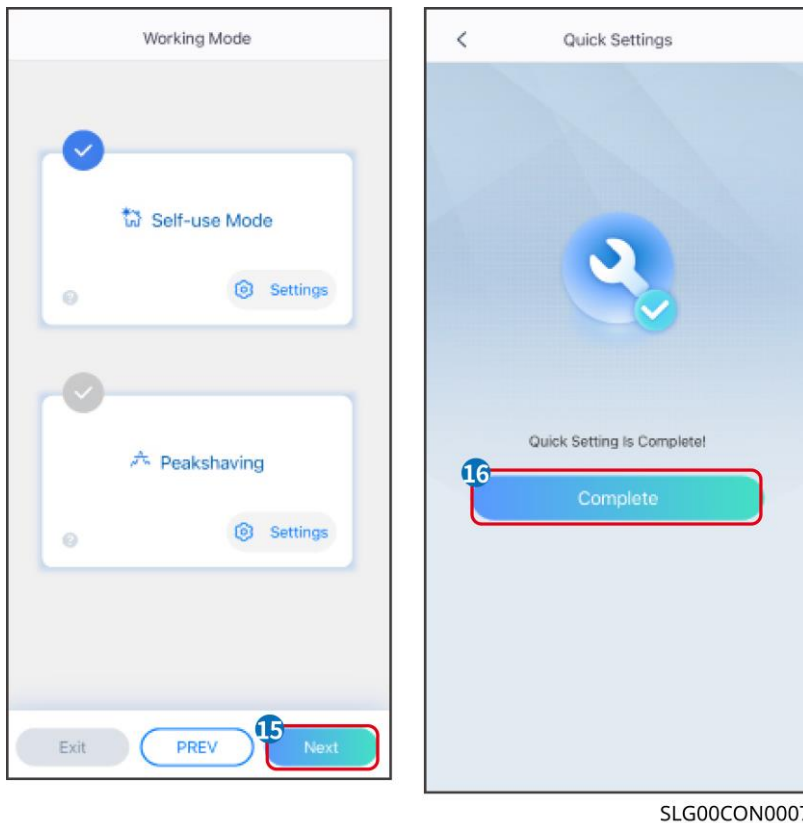 Working Mode
Self-use Mode
Settings
Peakshaving
Settings
Exit
PREV
15
Next
Quick Settings
Quick Setting Is Complete!
16
Complete
SLG00CON0007